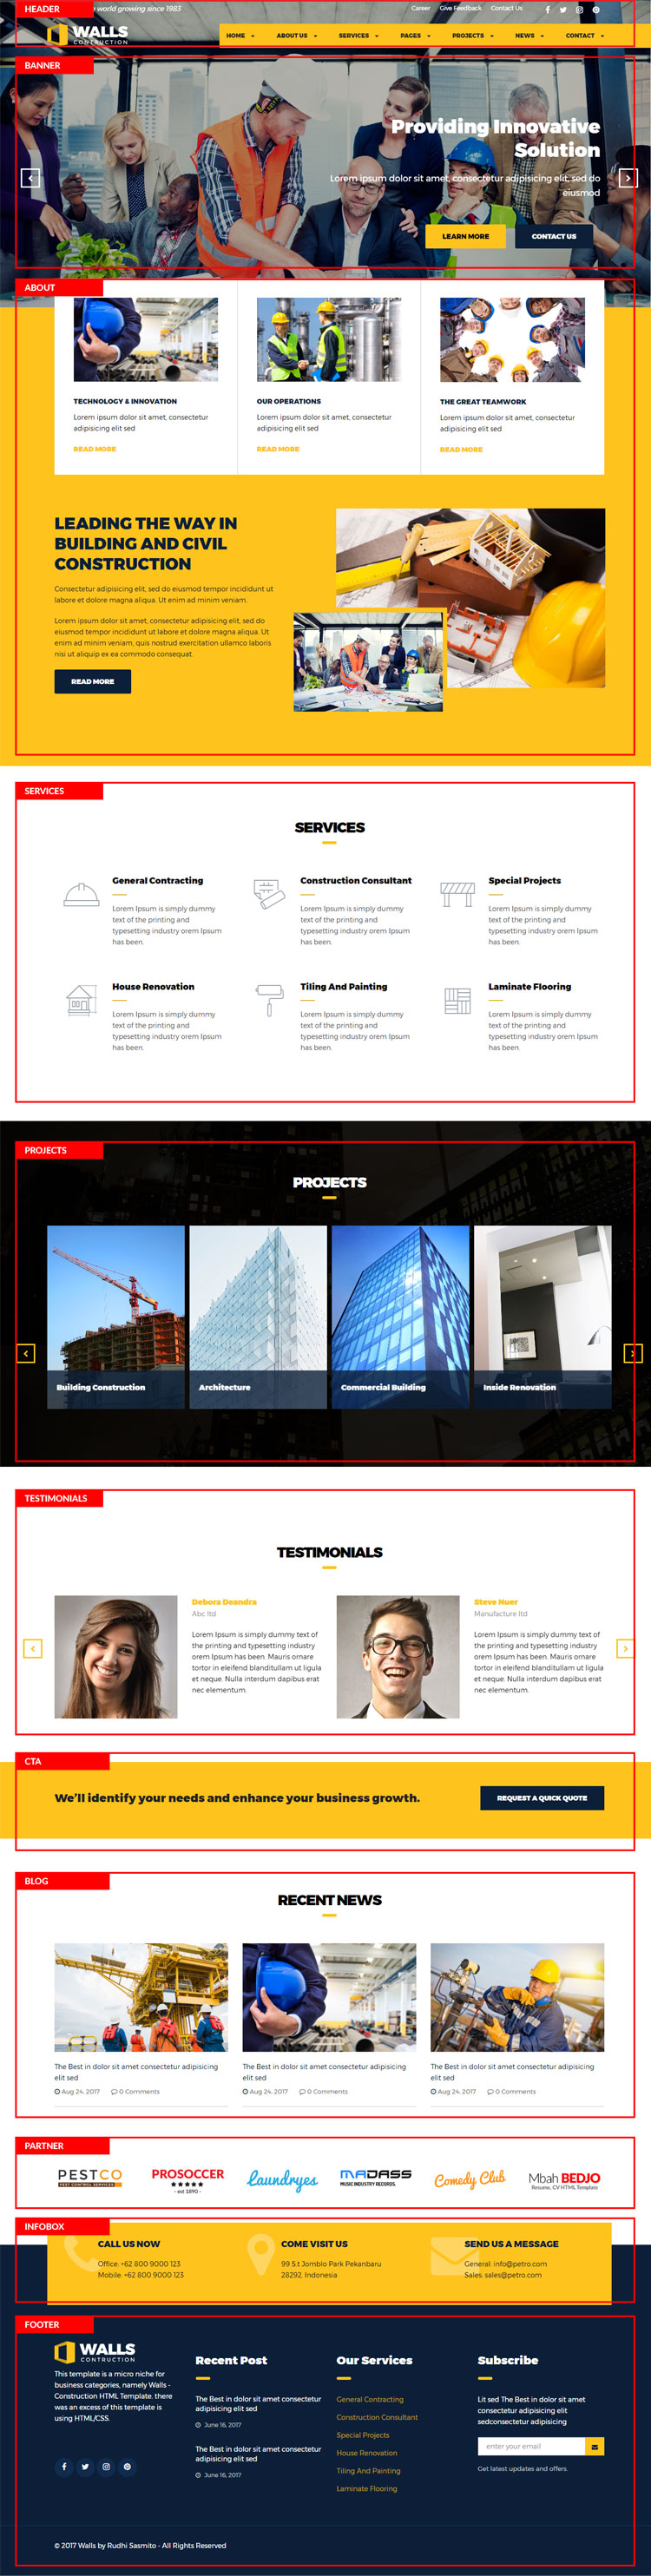 HEADER
world growing since 1983
Career Give Feedback Contact Us
WALLS
CONSTRUCTION
HOME ABOUT US SERVICES PAGES PROJECTS NEWS CONTACT
BANNER
Providing Innovative
Solution
Lorem ipsum dolor sit amet, consectetur adipisicing elit, sed do
eiusmod
LEARN MORE CONTACT US
ABOUT
TECHNOLOGY & INNOVATION
Lorem ipsum dolor sit amet, consectetur
adipisicing elit sed
READ MORE
OUR OPERATIONS
Lorem ipsum dolor sit amet, consectetur
adipisicing elit sed
READ MORE
THE GREAT TEAMWORK
Lorem ipsum dolor sit amet, consectetur
adipisicing elit sed
READ MORE
LEADING THE WAY IN
BUILDING AND CIVIL
CONSTRUCTION
Consectetur adipisicing elit, sed do eiusmod tempor incididunt ut
labore et dolore magna aliqua. Ut enim ad minim veniam.
Lorem ipsum dolor sit amet, consectetur adipisicing elit, sed do
eiusmod tempor incididunt ut labore et dolore magna aliqua. Ut
enim ad minim veniam, quis nostrud exercitation ullamco laboris
nisi ut aliquip ex ea commodo consequat.
READ MORE
SERVICES
SERVICES
General Contracting
Lorem Ipsum is simply dummy
text of the printing and
typesetting industry orem Ipsum
has been.
Construction Consultant
Lorem Ipsum is simply dummy
text of the printing and
typesetting industry orem Ipsum
has been.
Special Projects
Lorem Ipsum is simply dummy
text of the printing and
typesetting industry orem Ipsum
has been.
House Renovation
Lorem Ipsum is simply dummy
text of the printing and
typesetting industry orem Ipsum
has been.
Tiling And Painting
Lorem Ipsum is simply dummy
text of the printing and
typesetting industry orem Ipsum
has been.
Laminate Flooring
Lorem Ipsum is simply dummy
text of the printing and
typesetting industry orem Ipsum
has been.
PROJECTS
PROJECTS
Building Construction
Architecture
Commercial Building
Inside Renovation
TESTIMONIALS
TESTIMONIALS
Debora Deandra
Abc ltd
Lorem Ipsum is simply dummy text of
the printing and typesetting industry
orem Ipsum has been. Mauris ornare
tortor in eleifend blanditullam ut ligula
et neque. Nulla interdum dapibus erat
nec elementum.
Steve Nuer
Manufacture ltd
Lorem Ipsum is simply dummy text of
the printing and typesetting industry
orem Ipsum has been. Mauris ornare
tortor in eleifend blanditullam ut ligula
et neque. Nulla interdum dapibus erat
nec elementum.
CTA
We'll identify your needs and enhance your business growth.
REQUEST A QUICK QUOTE
BLOG
RECENT NEWS
The Best in dolor sit amet consectetur adipisicing
elit sed
Aug 24, 2017 0 Comments
The Best in dolor sit amet consectetur adipisicing
elit sed
Aug 24, 2017 0 Comments
The Best in dolor sit amet consectetur adipisicing
elit sed
Aug 24, 2017 0 Comments
PARTNER
PESTCO
PEST CONTROL SERVICES
PROSOCCER
- est 1890 -
Laundryes
MADASS
MUSIC INDUSTRY RECORDS
Comedy Club
Mbah BEDJO
Resume, CV HTML Template
INFOBOX
CALL US NOW
Office: +62 800 9000 123
Mobile: +62 800 9000 123
COME VISIT US
99 S.t Jomblo Park Pekanbaru
28292. Indonesia
SEND US A MESSAGE
General: info@petro.com
Sales: sales@petro.com
FOOTER
WALLS
CONSTRUCTION
This template is a micro niche for
business categories, namely Walls -
Construction HTML Template. there
was an excess of this template is
using HTML/CSS.
Recent Post
The Best in dolor sit amet consectetur
adipisicing elit sed
June 16, 2017
The Best in dolor sit amet consectetur
adipisicing elit sed
June 16, 2017
Our Services
General Contracting
Construction Consultant
Special Projects
House Renovation
Tiling And Painting
Laminate Flooring
Subscribe
Lit sed The Best in dolor sit amet
consectetur adipisicing elit
sedconsectetur adipisicing
enter your email
Get latest updates and offers.
© 2017 Walls by Rudhi Sasmito - All Rights Reserved